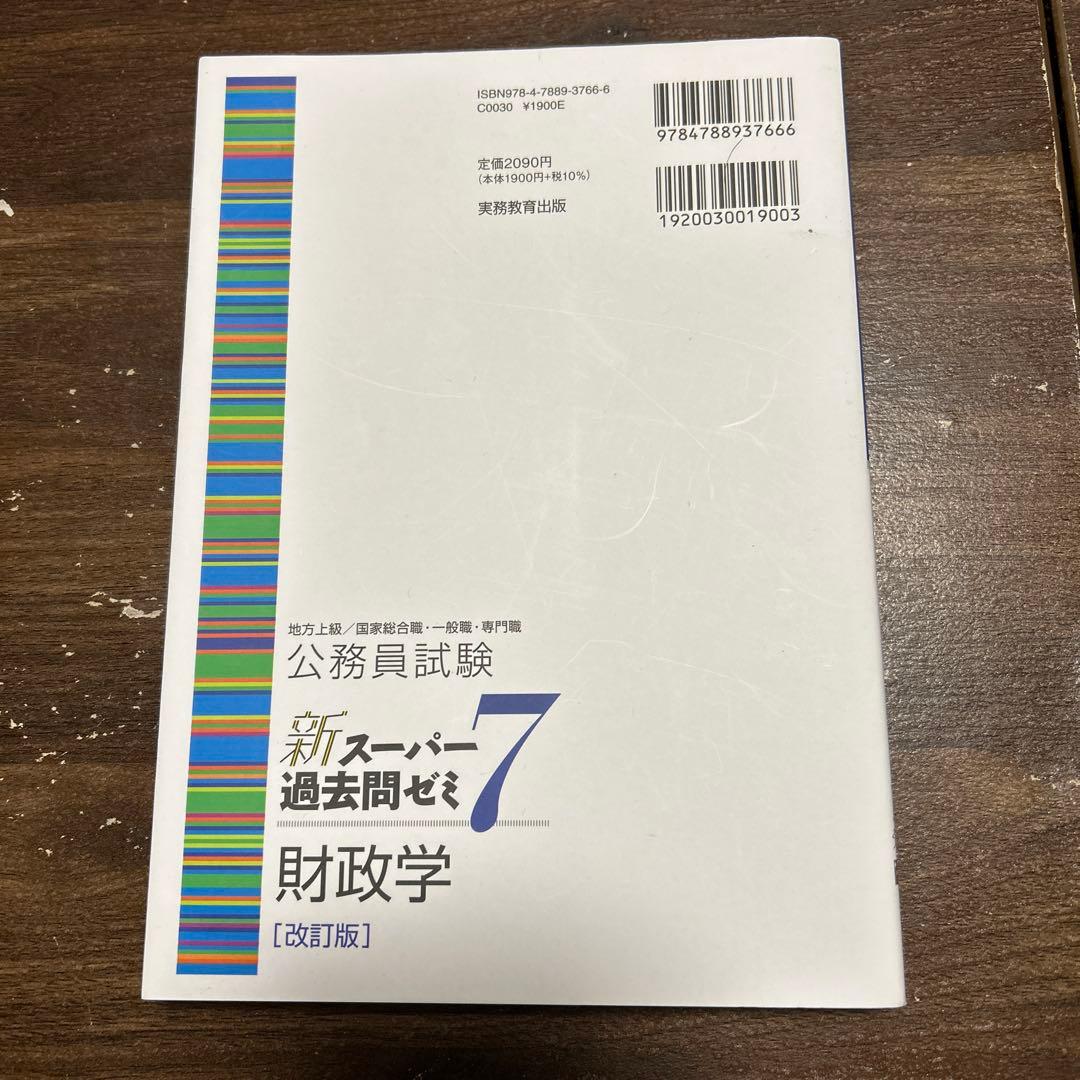 ISBN978-4-7889-3766-6
C0030 ¥1900E
9784788937666
定価2090円
(本体1900円+税10%)
実務教育出版
1920030019003
地方上級/国家総合職・一般職・専門職
公務員試験
新スーパー
過去問ゼミ7
財政学
[改訂版]